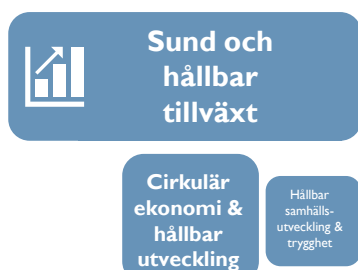 Sund och
hållbar
tillväxt
Cirkulär
ekonomi &
hållbar
utveckling
Hållbar
samhälls-
utveckling &
trygghet